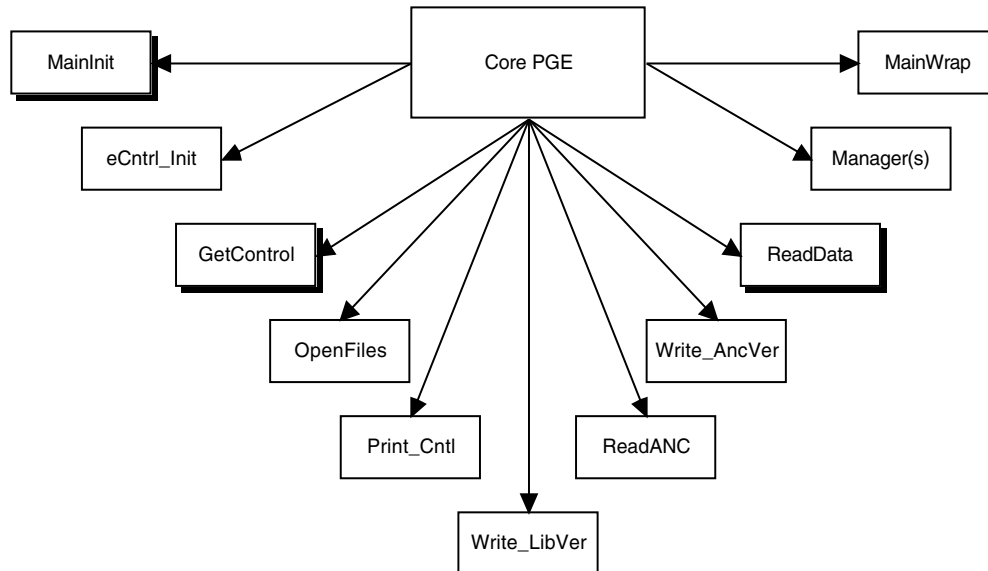 Core PGE
MainInit
MainWrap
eCntrl_Init
Manager(s)
GetControl
ReadData
OpenFiles
Write_AncVer
Print_Cntl
ReadANC
Write_LibVer